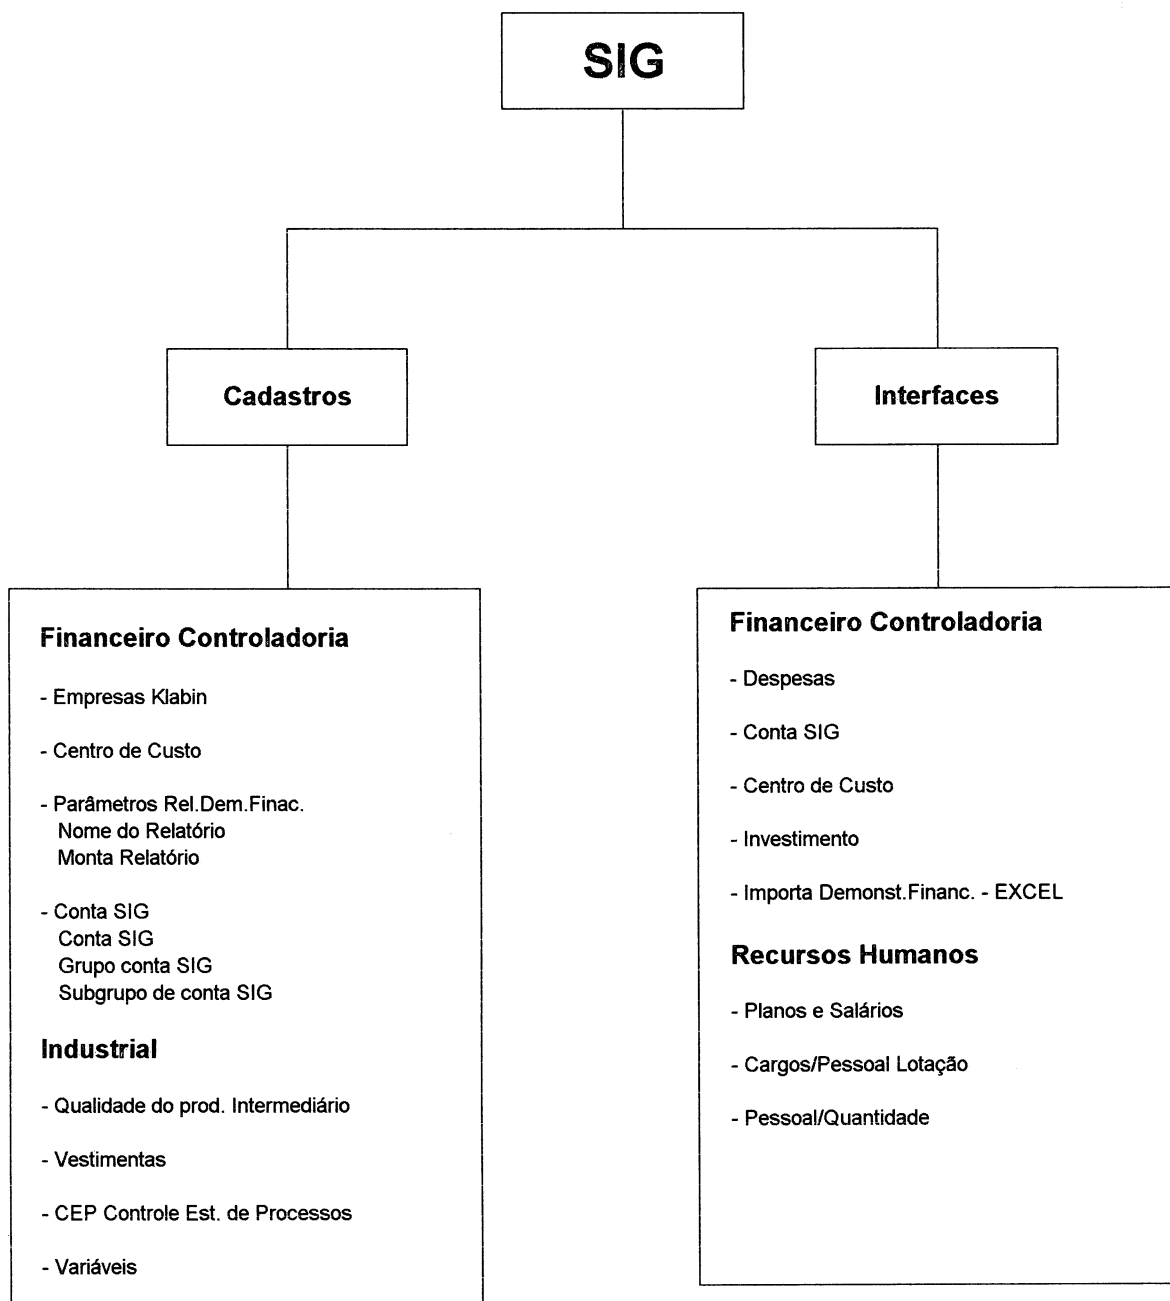 SIG
Cadastros
Interfaces
Financeiro Controladoria
- Empresas Klabin
- Centro de Custo
- Parâmetros Rel.Dem.Finac.
Nome do Relatório
Monta Relatório
- Conta SIG
Conta SIG
Grupo conta SIG
Subgrupo de conta SIG
Industrial
- Qualidade do prod. Intermediário
- Vestimentas
- CEP Controle Est. de Processos
- Variáveis
Financeiro Controladoria
- Despesas
- Conta SIG
- Centro de Custo
- Investimento
- Importa Demonst.Financ. - EXCEL
Recursos Humanos
- Planos e Salários
- Cargos/Pessoal Lotação
- Pessoal/Quantidade